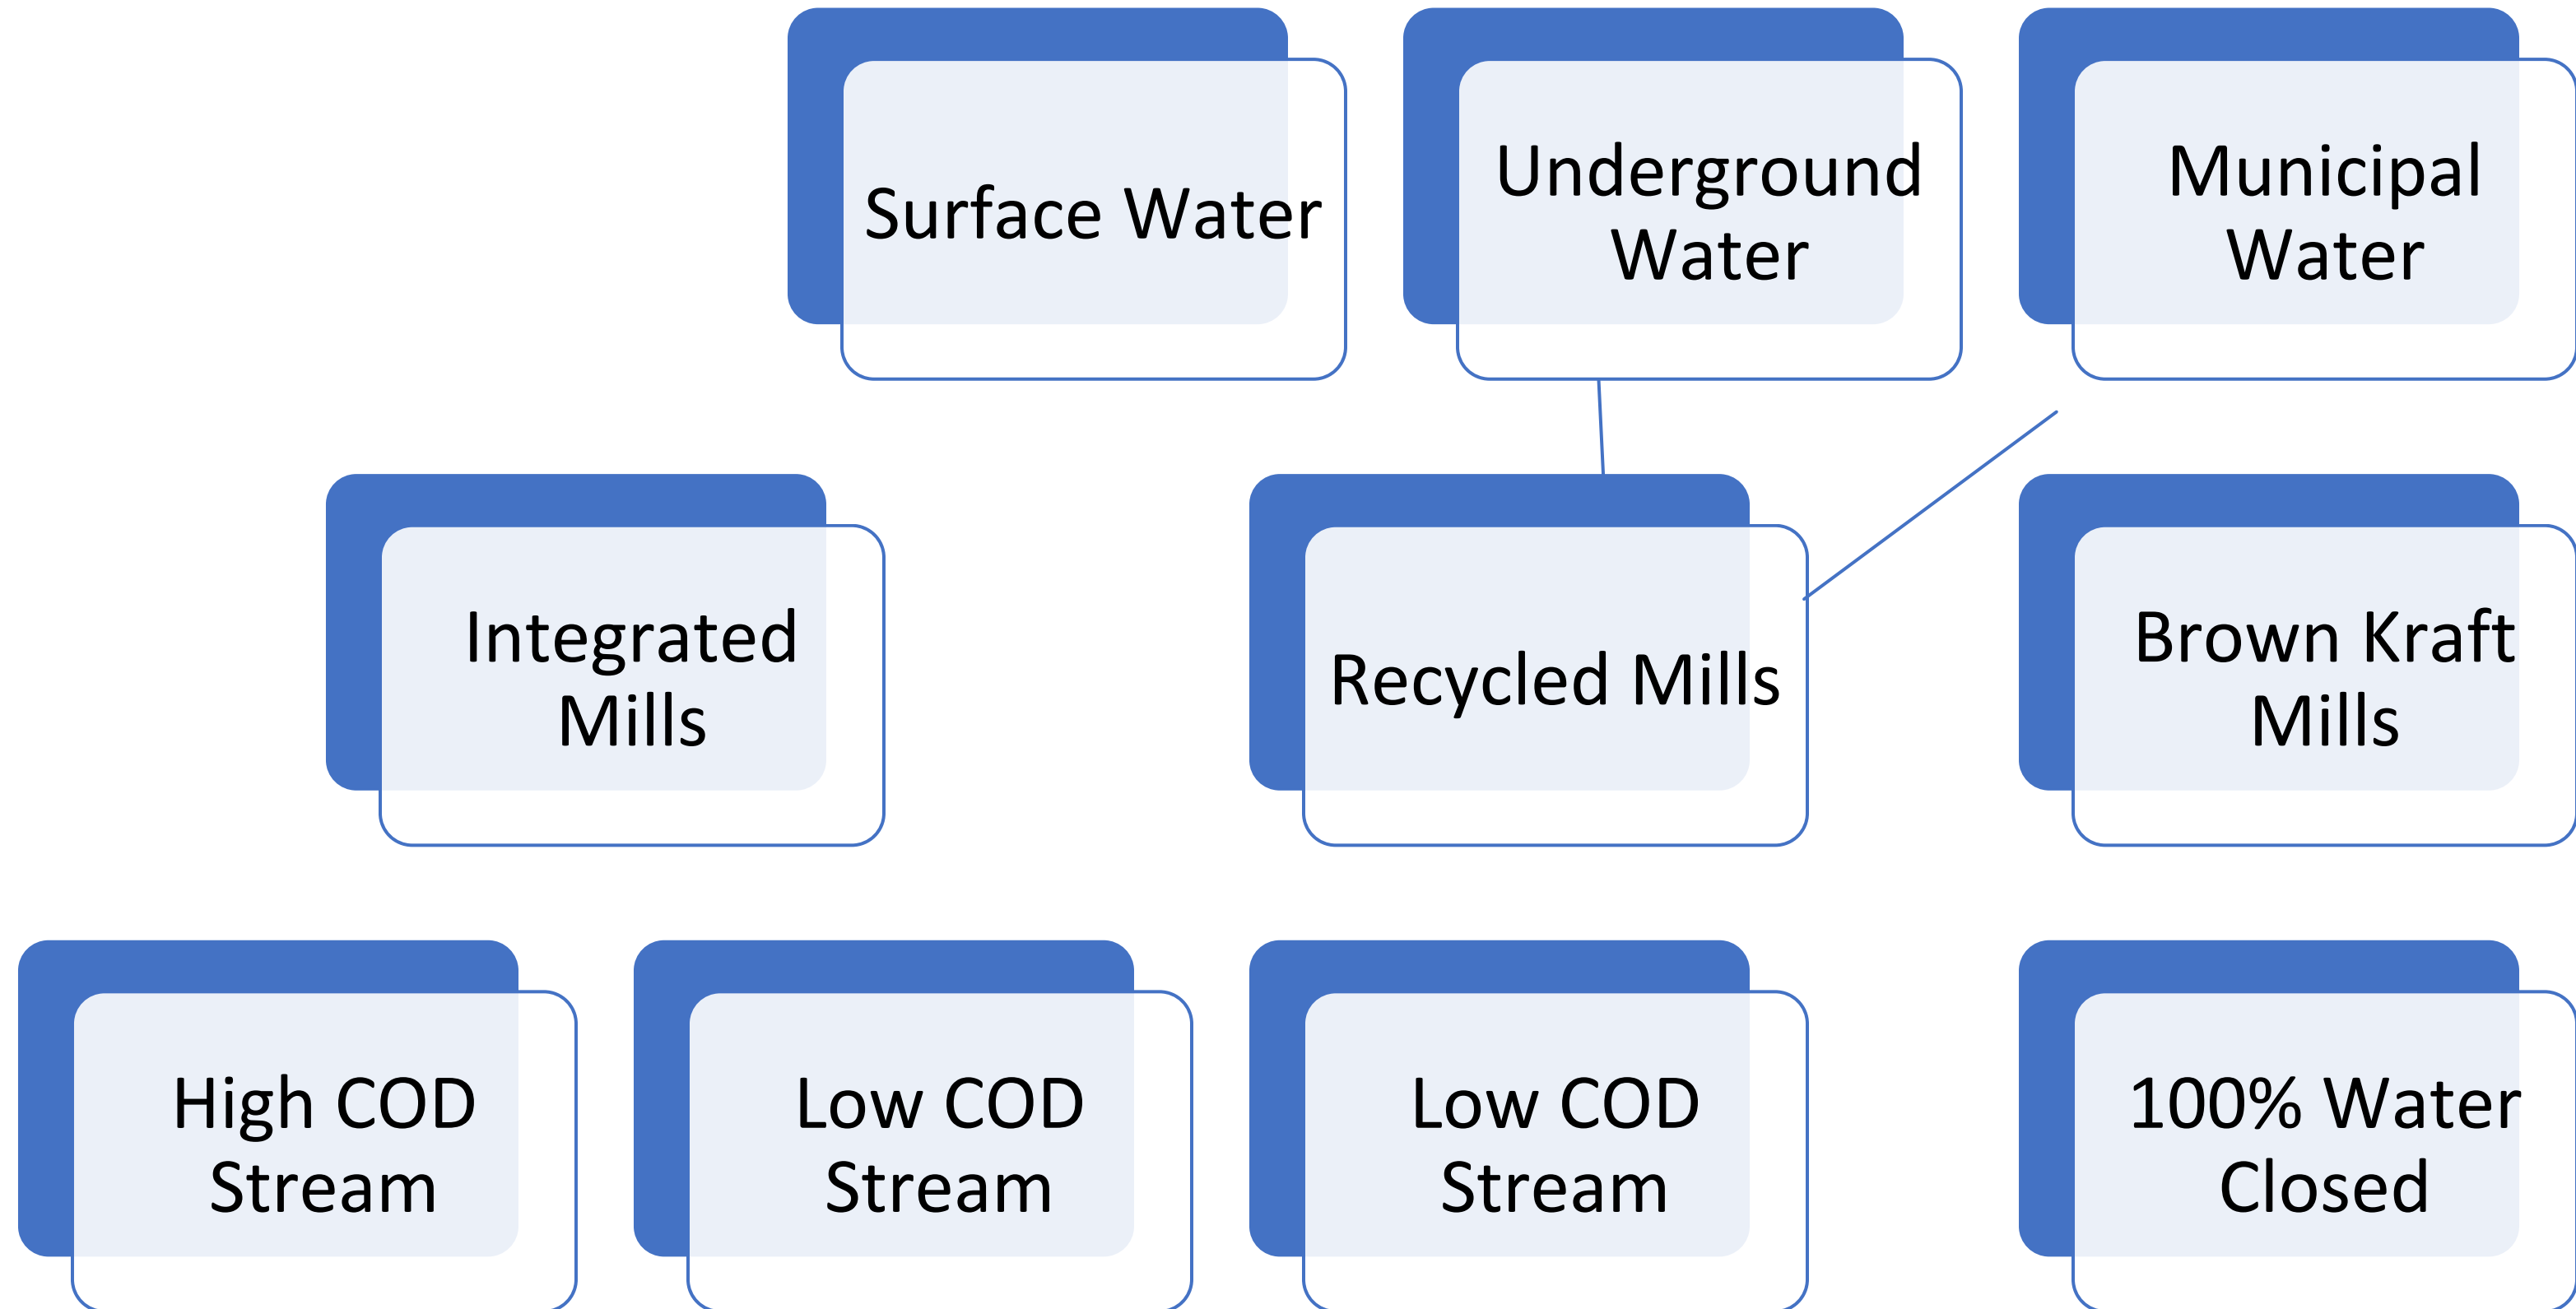 Surface Water
Underground
Water
Municipal
Water
Integrated
Mills
Recycled Mills
Brown Kraft
Mills
High COD
Stream
Low COD
Stream
Low COD
Stream
100% Water
Closed